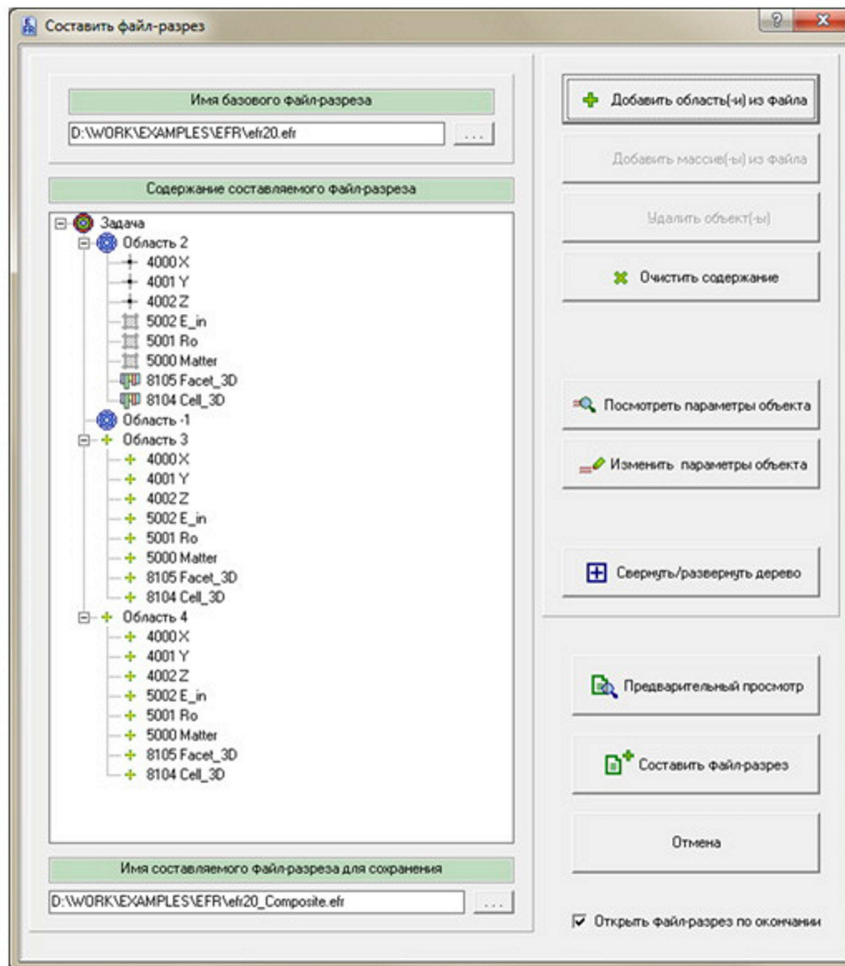 Составить файл-разрез
Имя базового файл-разреза
D:\WORK\EXAMPLES\EFR\efr20.efr
...
Содержание составляемого файл-разреза
Задача
Область 2
4000 X
4001 Y
4002 Z
5002 E_in
5001 Ro
5000 Matter
8105 Facet_3D
8104 Cell_3D
Область -1
Область 3
4000 X
4001 Y
4002 Z
5002 E_in
5001 Ro
5000 Matter
8105 Facet_3D
8104 Cell_3D
Область 4
4000 X
4001 Y
4002 Z
5002 E_in
5001 Ro
5000 Matter
8105 Facet_3D
8104 Cell_3D
Имя составляемого файл-разреза для сохранения
D:\WORK\EXAMPLES\EFR\efr20_Composite.efr
...
Добавить область(-и) из файла
Добавить массив(-ы) из файла
Удалить объект(-ы)
Очистить содержание
Посмотреть параметры объекта
Изменить параметры объекта
Свернуть/развернуть дерево
Предварительный просмотр
Составить файл-разрез
Отмена
Открыть файл-разрез по окончании